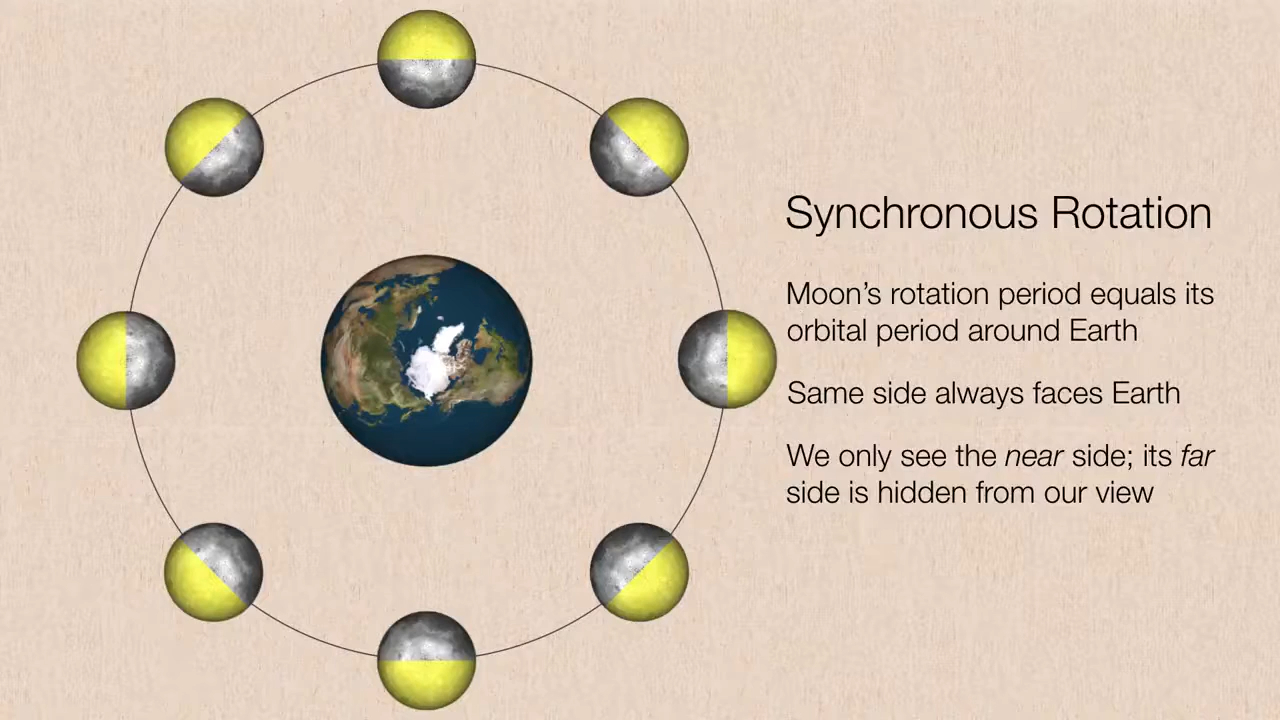 Synchronous Rotation
Moon’s rotation period equals its
orbital period around Earth
Same side always faces Earth
We only see the near side; its far
side is hidden from our view